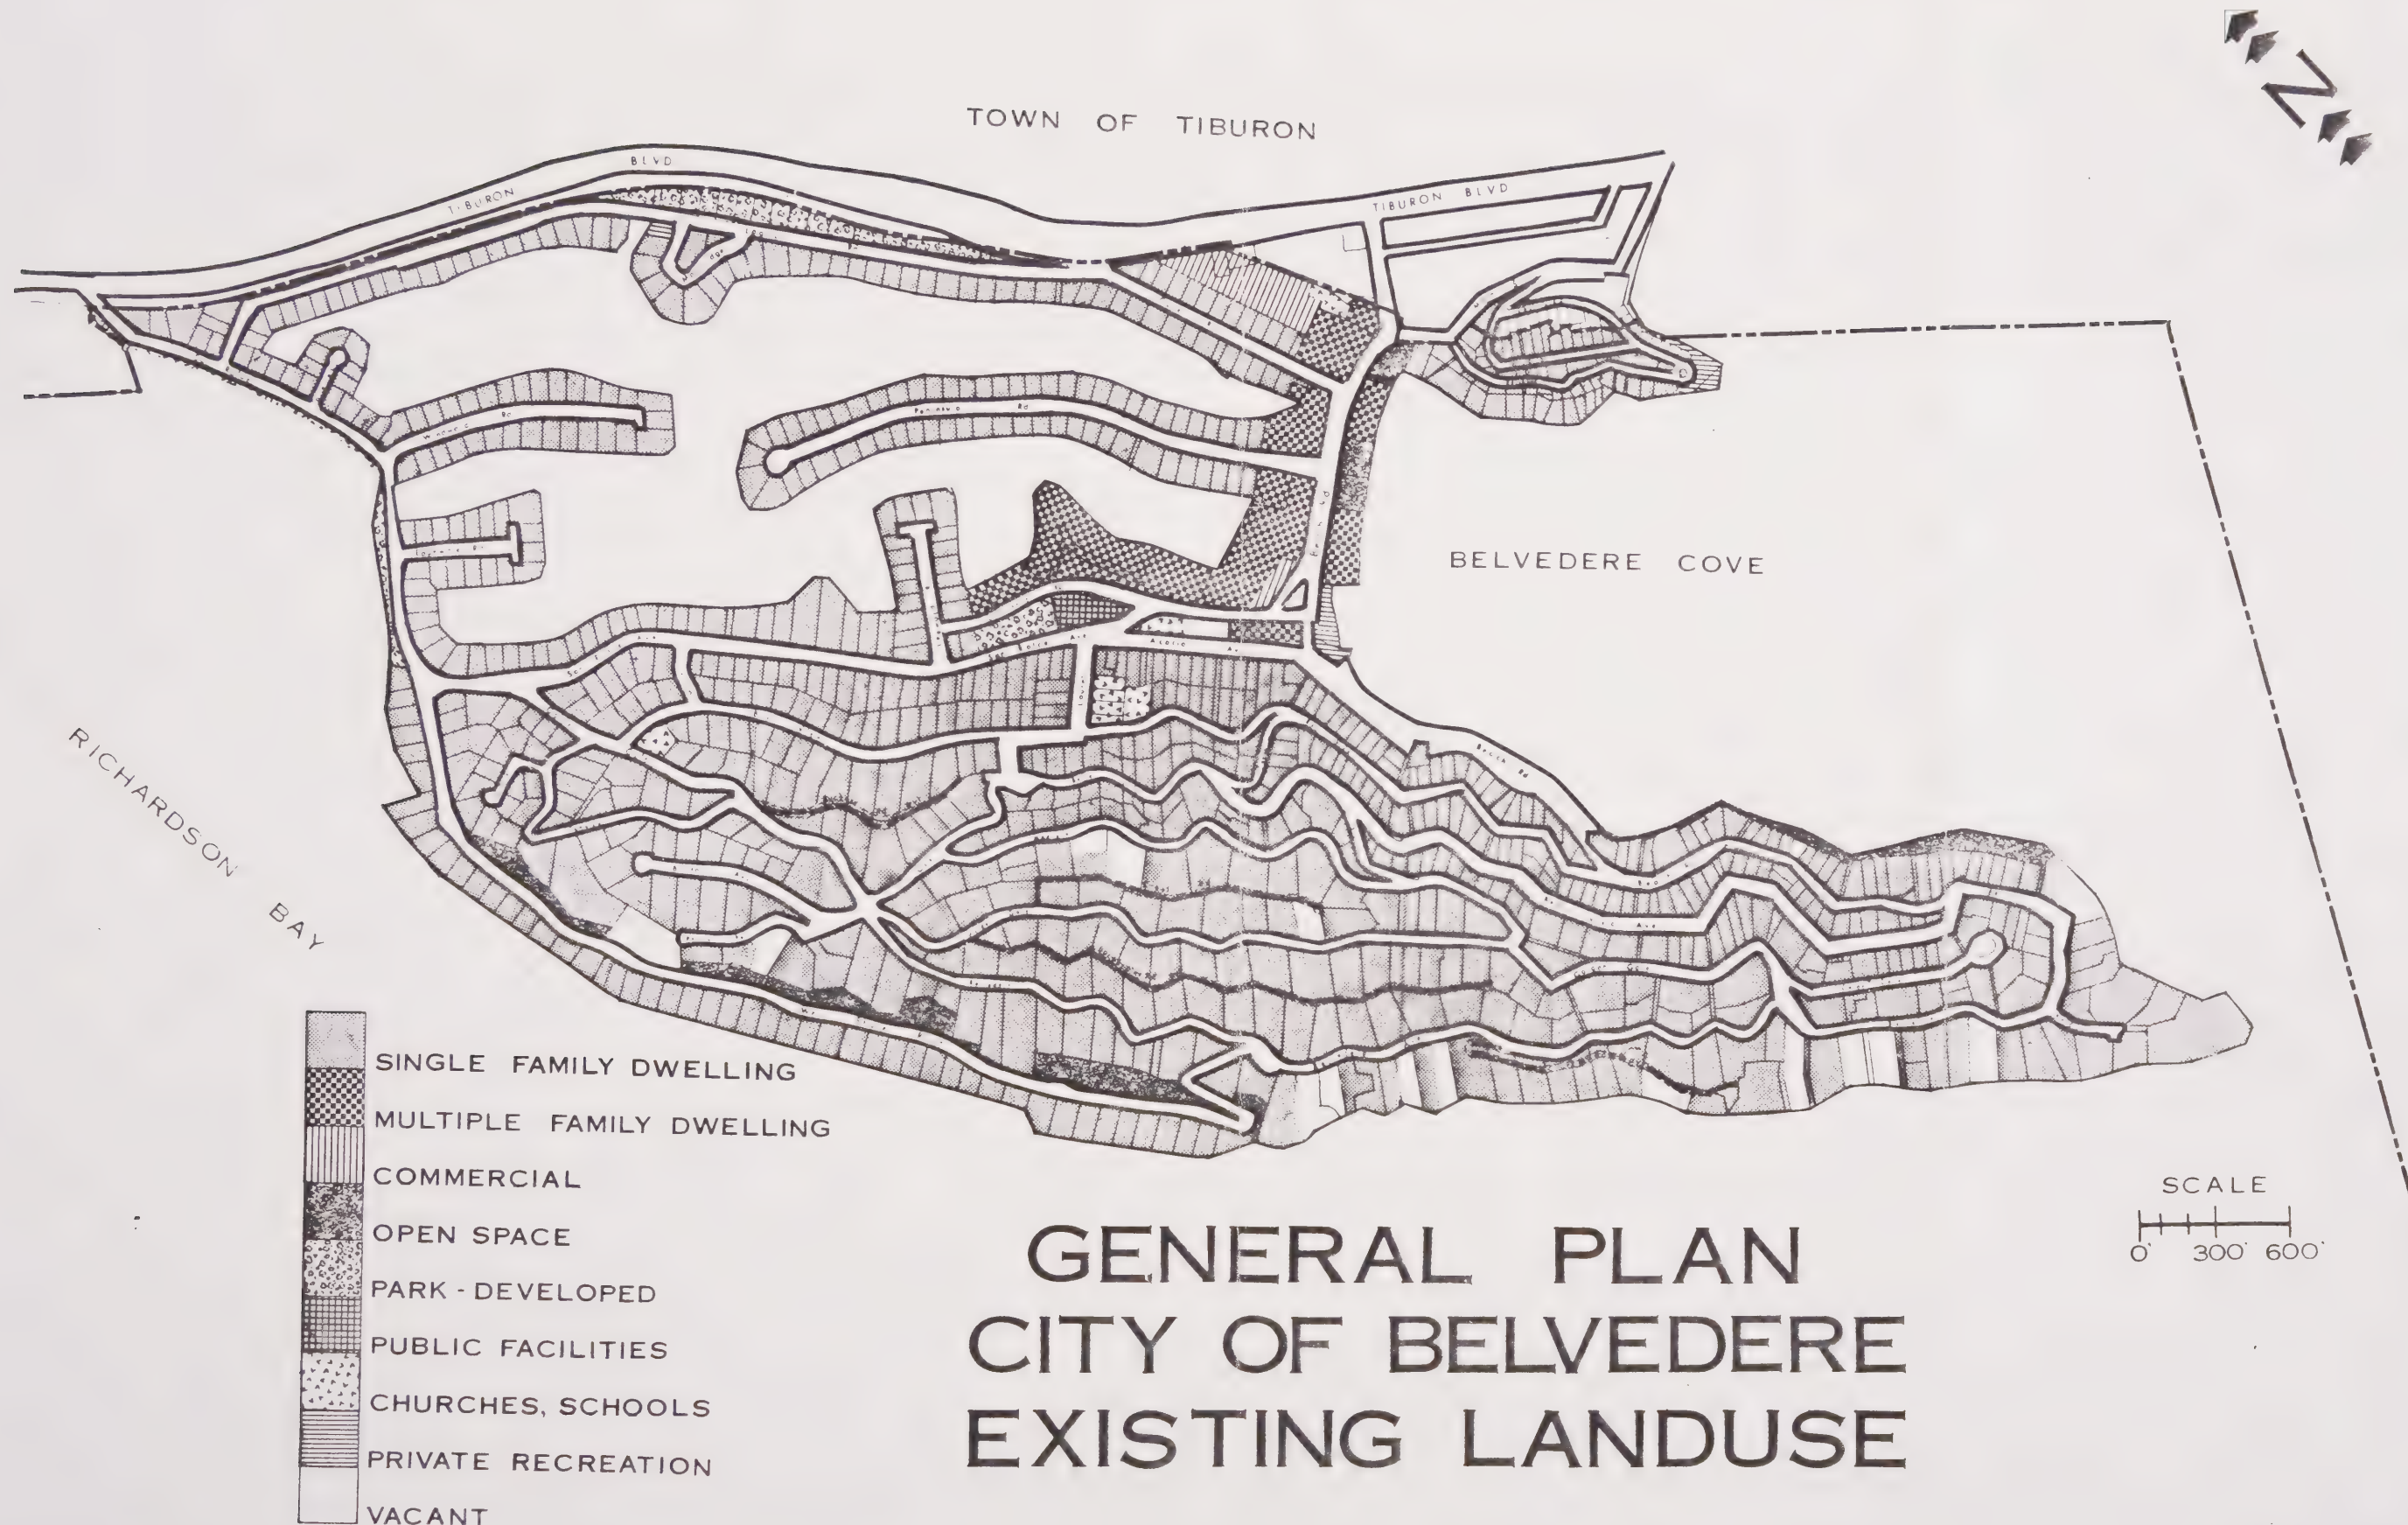 N
TOWN OF TIBURON
BLVD
TIBURON
TIBURON BLVD
BELVEDERE COVE
RICHARDSON
BAY
Beach Rd
SINGLE FAMILY DWELLING
MULTIPLE FAMILY DWELLING
COMMERCIAL
OPEN SPACE
PARK - DEVELOPED
PUBLIC FACILITIES
CHURCHES, SCHOOLS
PRIVATE RECREATION
VACANT
SCALE
0' 300' 600'
GENERAL PLAN
CITY OF BELVEDERE
EXISTING LANDUSE